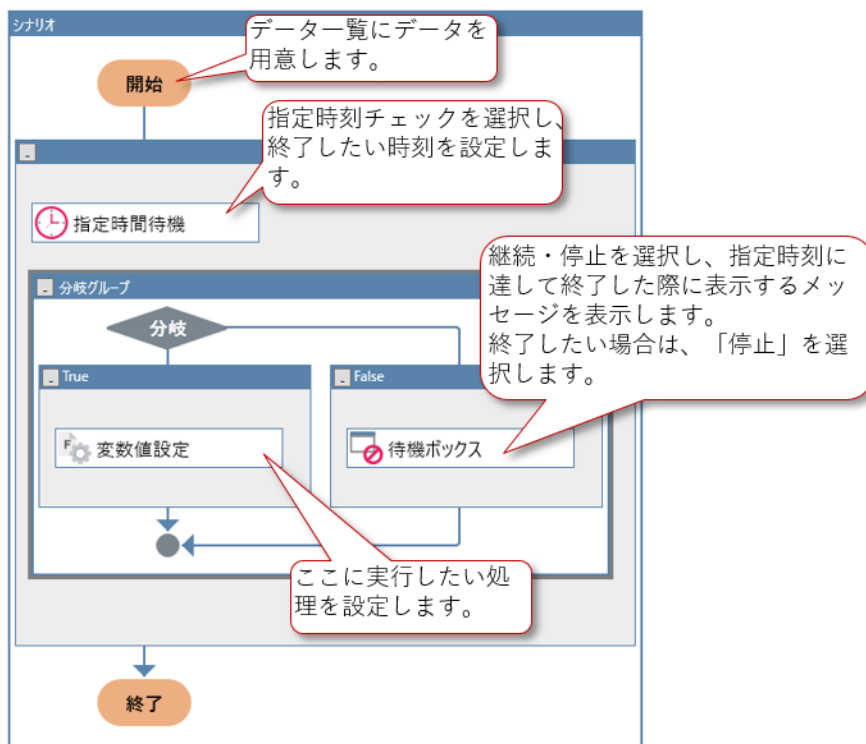 シナリオ
データ一覧にデータを
用意します。
開始
指定時刻チェックを選択し、
終了したい時刻を設定しま
す。
指定時間待機
継続・停止を選択し、指定時刻に
達して終了した際に表示するメッ
セージを表示します。
終了したい場合は、「停止」を選
択します。
分岐グループ
分岐
True
False
変数値設定
待機ボックス
ここに実行したい処
理を設定します。
終了